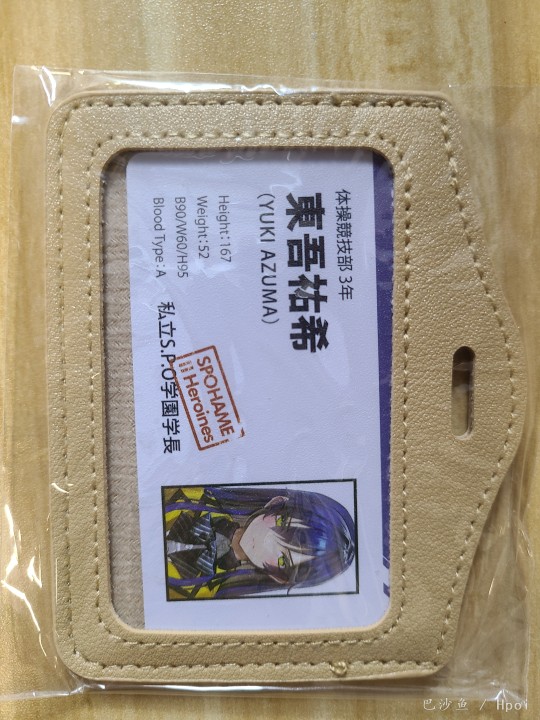 体操競技部 3年
東吾祐希
(YUKI AZUMA)
Height:167
Weight:52
B90/W60/H95
Blood Type:A
私立S.P.O学園学長
SPOHAME
Heroines
巴沙鱼 / Hpoi